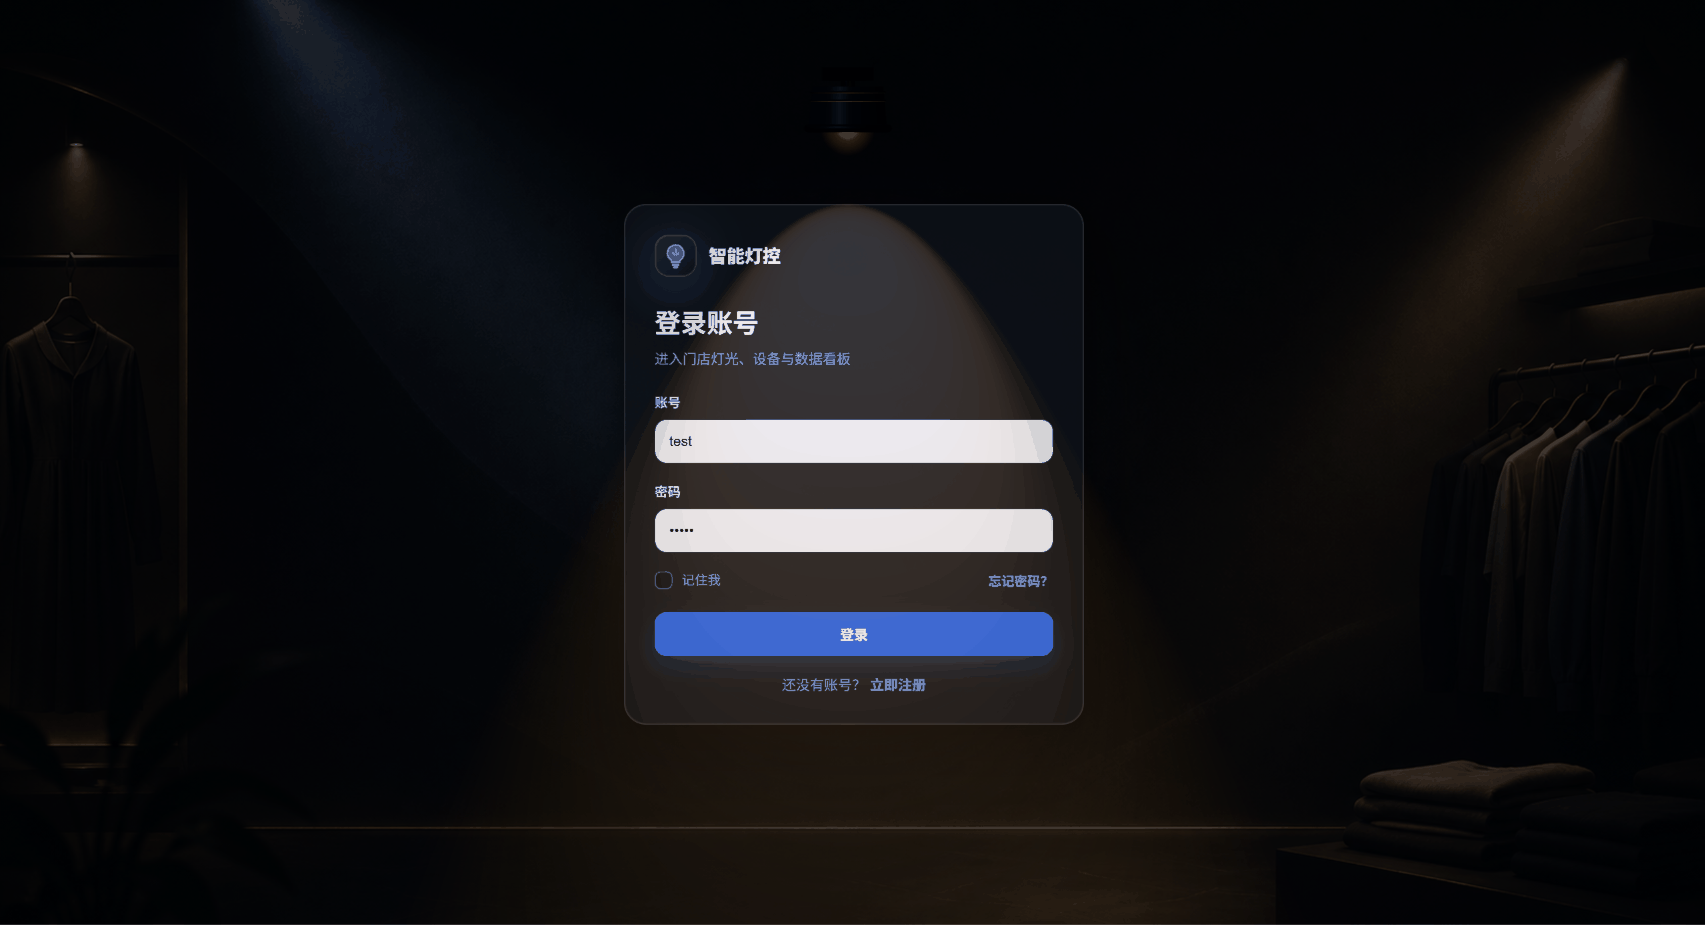 智能灯控
登录账号
进入门店灯光、设备与数据看板
账号
test
密码
•••••
记住我 忘记密码?
登录
还没有账号? 立即注册